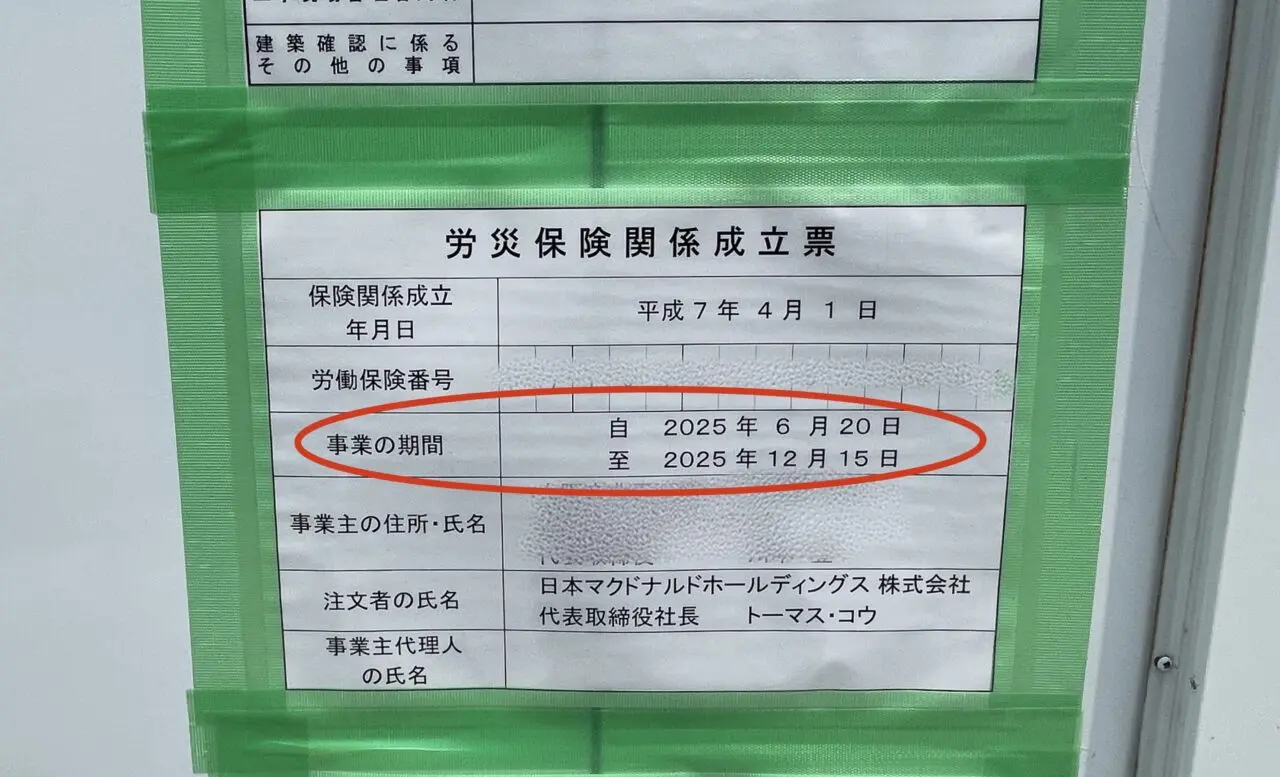 建築確認に係る
その他の事項
労災保険関係成立票
保険関係成立
年月日
平成7年 4月 1日
労働保険番号
事業の期間
自 2025年 6月20日
至 2025年12月15日
事業主の住所・氏名
注文者の氏名
日本マクドナルドホールディングス 株式会社
代表取締役社長 トーマス・コウ
事業主代理人
の氏名